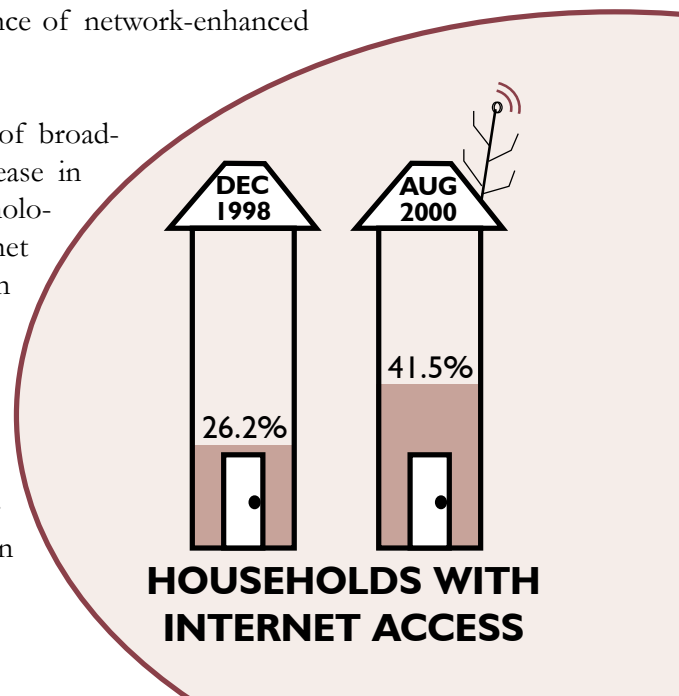 nce of network-enhanced
of broad-
ease in
nolo-
net
n
n
DEC
1998
AUG
2000
26.2%
41.5%
HOUSEHOLDS WITH
INTERNET ACCESS